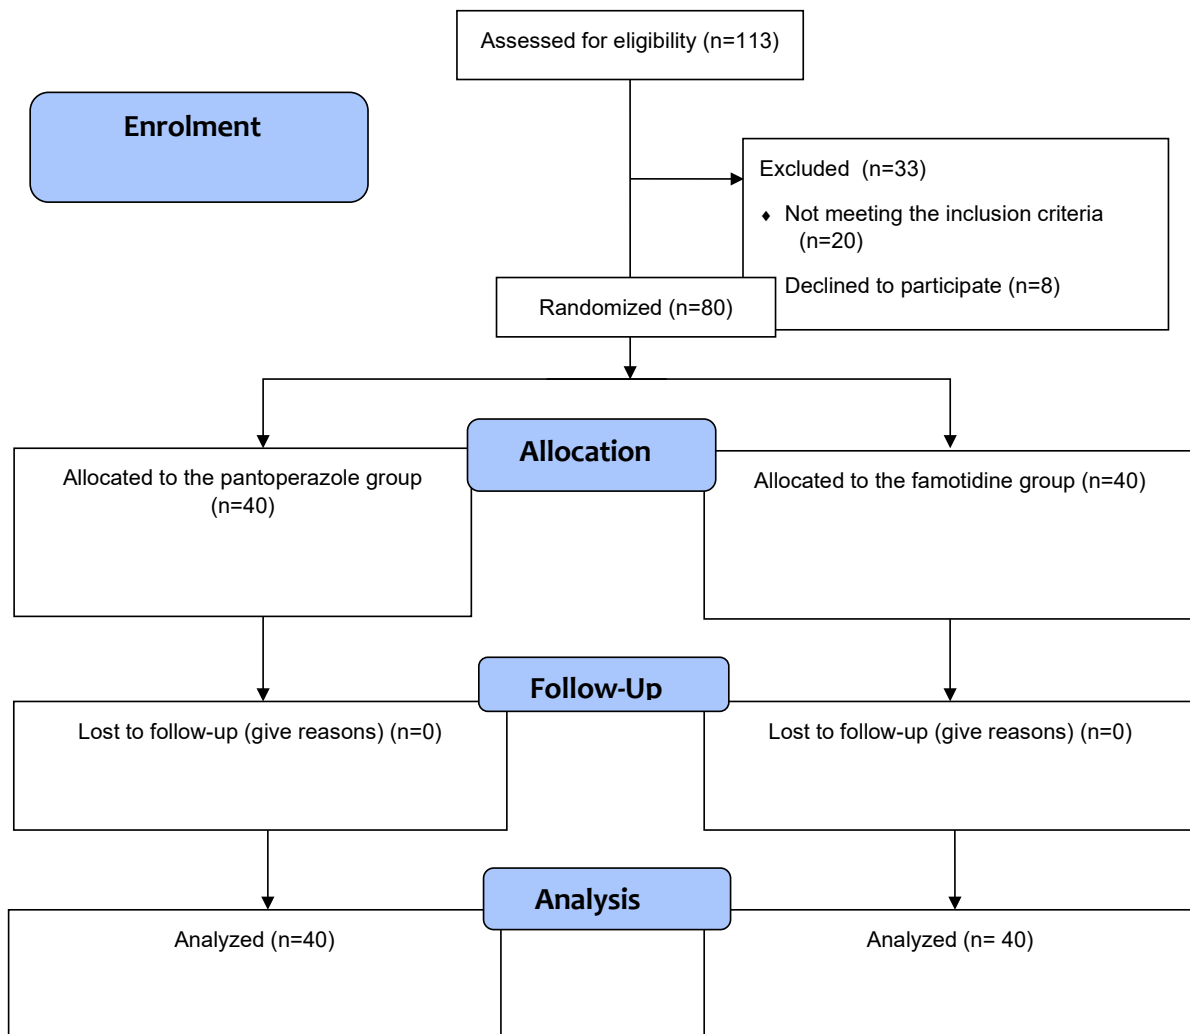 Assessed for eligibility (n=113)
Enrolment
Excluded  (n=33)
♦ Not meeting the inclusion criteria
(n=20)
Declined to participate (n=8)
Randomized (n=80)
Allocation
Allocated to the pantoperazole group
(n=40)
Allocated to the famotidine group (n=40)
Follow-Up
Lost to follow-up (give reasons) (n=0)
Lost to follow-up (give reasons) (n=0)
Analysis
Analyzed (n=40)
Analyzed (n= 40)